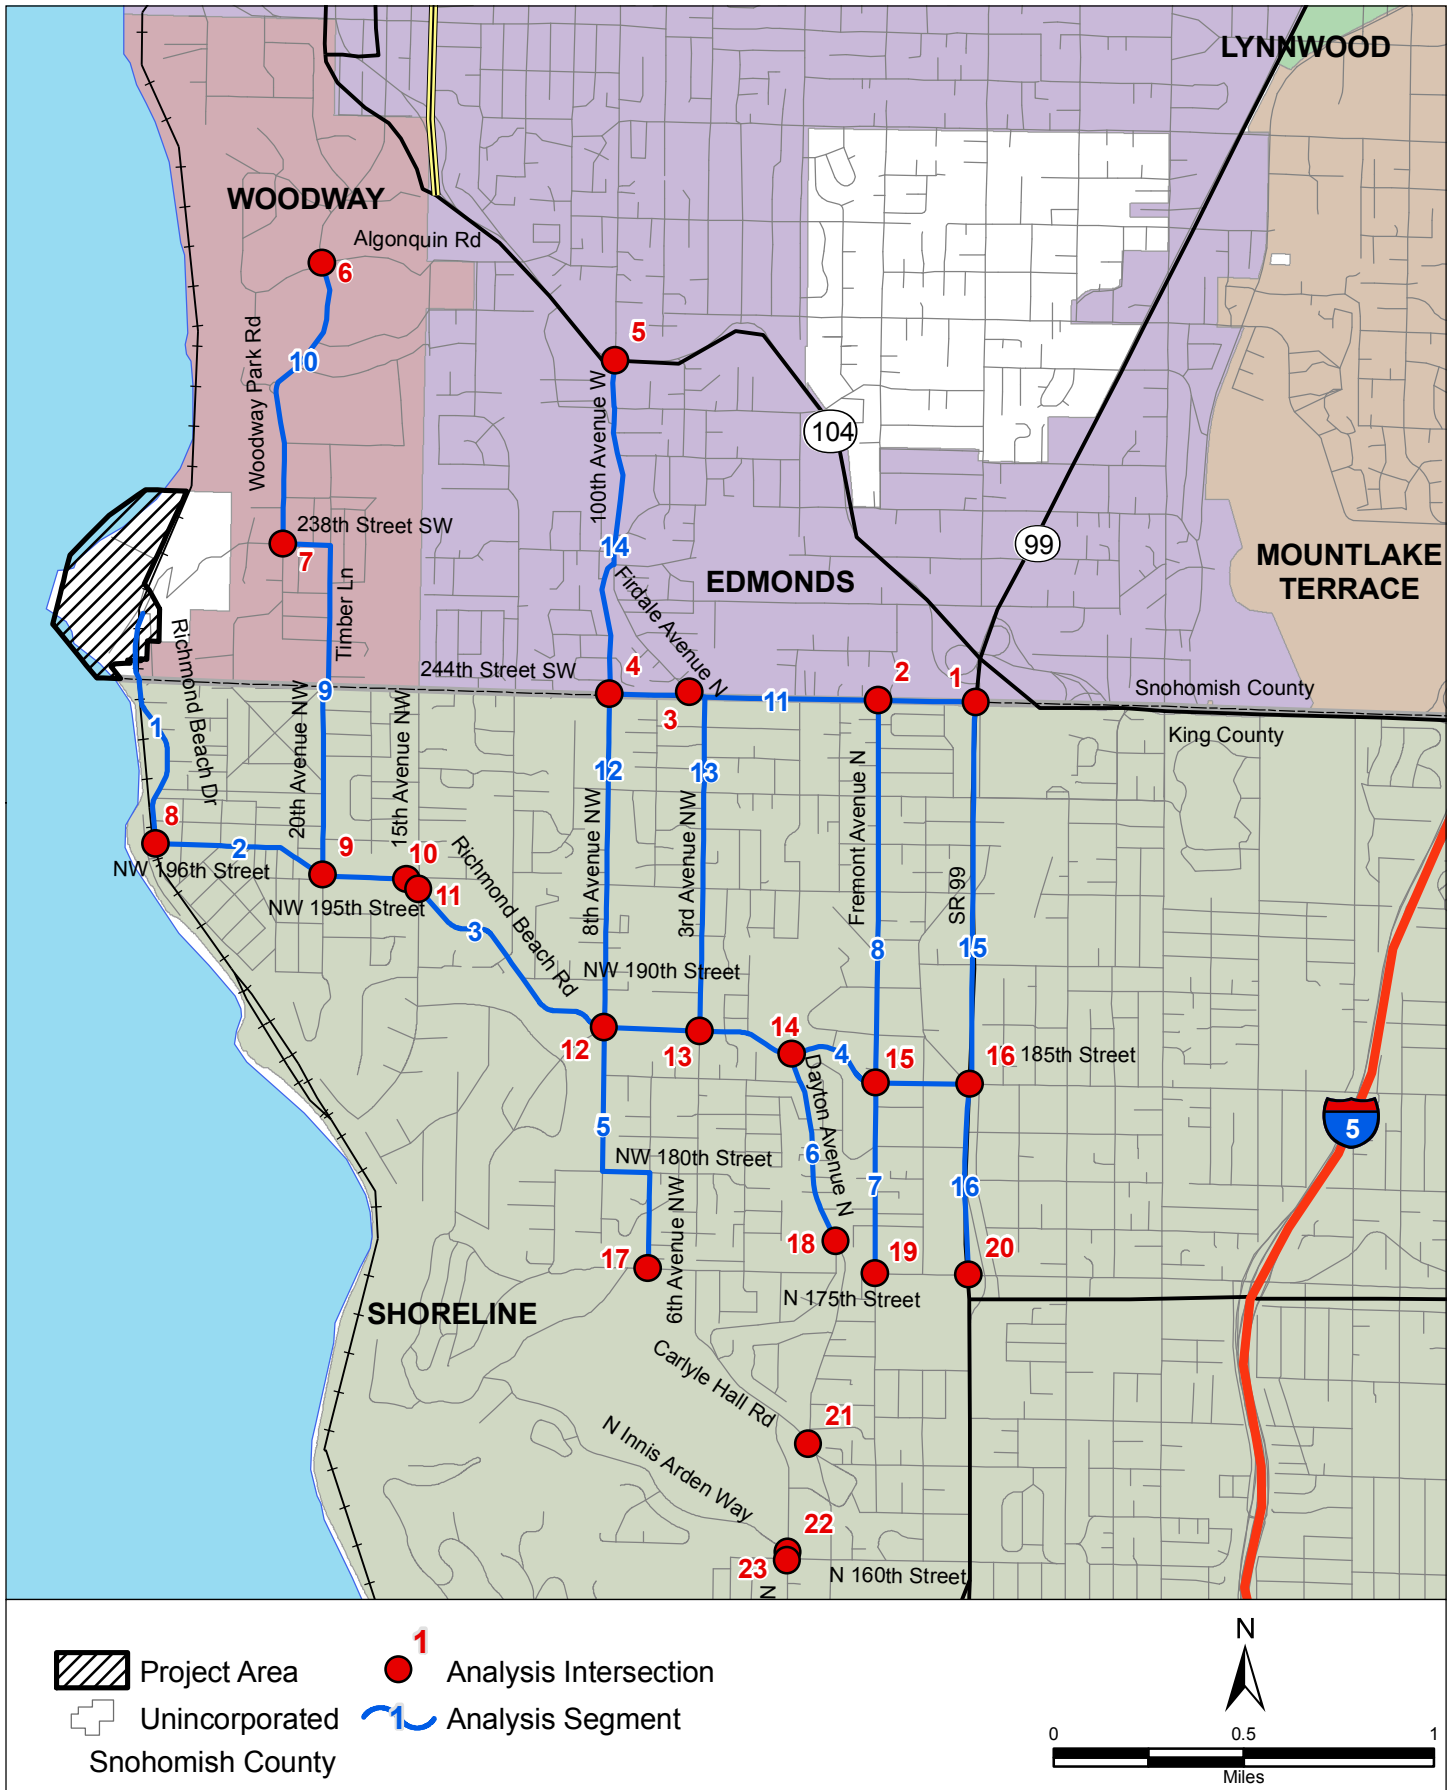 LYNNWOOD
WOODWAY
Algonquin Rd
6
5
Woodway Park Rd
10
100th Avenue W
104
99
238th Street SW
7
14
MOUNTLAKE
TERRACE
EDMONDS
Firdale Avenue N
Timber Ln
Richmond Beach Dr
244th Street SW
4
2
1
9
3
11
Snohomish County
King County
1
20th Avenue NW
15th Avenue NW
12
13
Fremont Avenue N
8
2
9
10
NW 196th Street
11
NW 195th Street
Richmond Beach Rd
3
8th Avenue NW
3rd Avenue NW
SR 99
8
15
NW 190th Street
12
13
14
4
15
16
185th Street
Dayton Avenue N
5
5
NW 180th Street
6
7
16
6th Avenue NW
17
18
19
20
N 175th Street
SHORELINE
Carlyle Hall Rd
21
N Innis Arden Way
22
23
N 160th Street
N
1
Project Area
Analysis Intersection
Unincorporated
Snohomish County
1
Analysis Segment
N
0
0.5
1
Miles